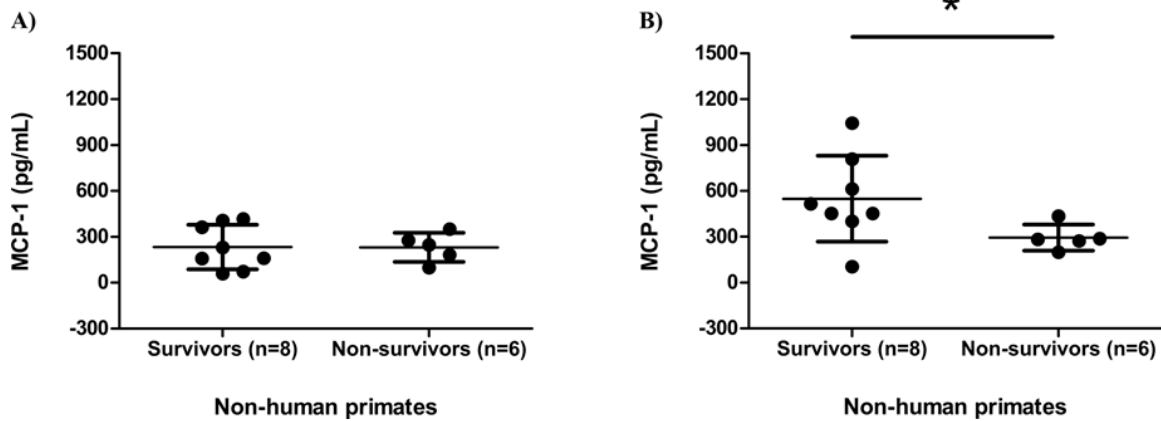 A)
MCP-1 (pg/mL)
1500
1200
900
600
300
0
-300
Survivors (n=8)
Non-survivors (n=6)
Non-human primates
B)
*
MCP-1 (pg/mL)
1500
1200
900
600
300
0
-300
Survivors (n=8)
Non-survivors (n=6)
Non-human primates